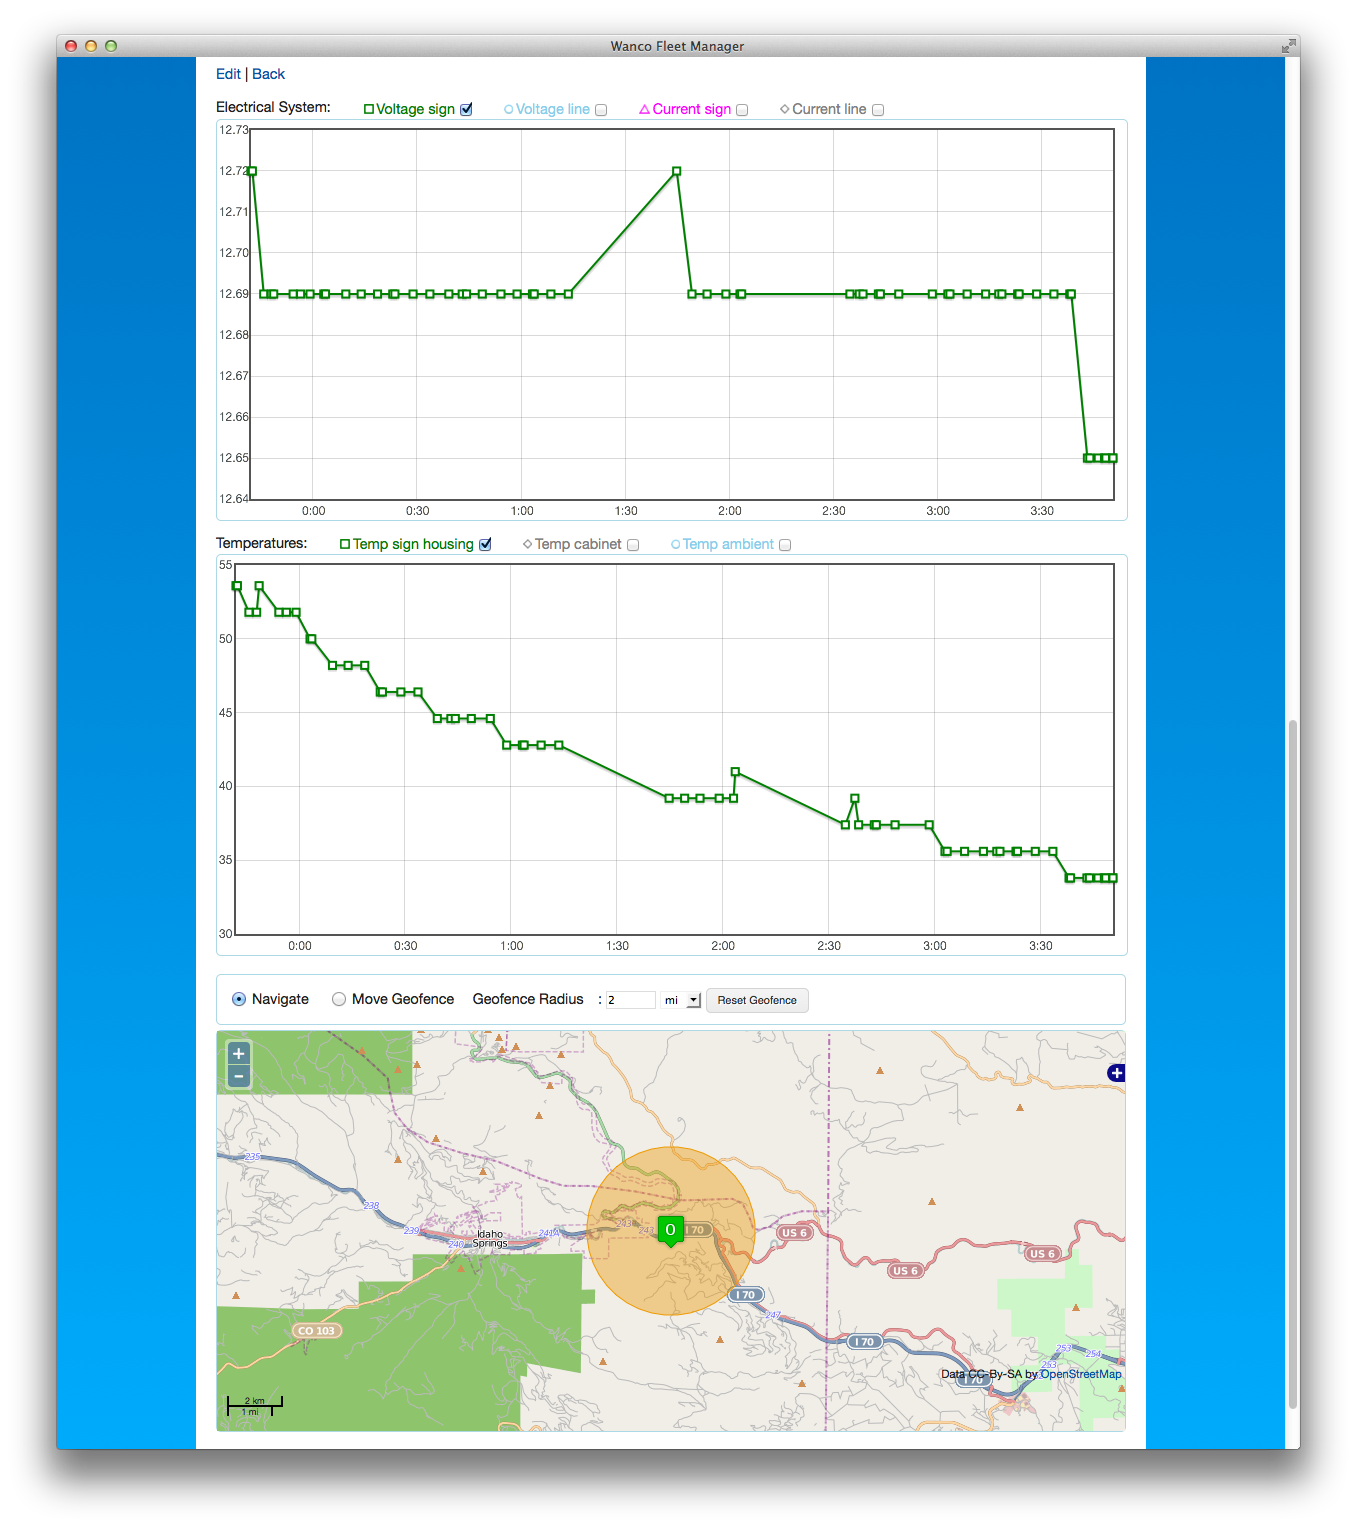 Wanco Fleet Manager
Edit | Back
Electrical System: Voltage sign Voltage line Current sign Current line
12.73
12.72
12.71
12.70
12.69
12.68
12.67
12.66
12.65
12.64
0:00 0:30 1:00 1:30 2:00 2:30 3:00 3:30
Temperatures: Temp sign housing Temp cabinet Temp ambient
55
50
45
40
35
30
0:00 0:30 1:00 1:30 2:00 2:30 3:00 3:30
Navigate Move Geofence Geofence Radius : 2 mi Reset Geofence
+
−
+
235
238
239
240
Idaho
Springs
241A
243
243
0
I 70
US 6
US 6
US 6
I 70
247
I 70
CO 103
253
254
253
I 70
Data CC-By-SA by OpenStreetMap
2 km
1 mi